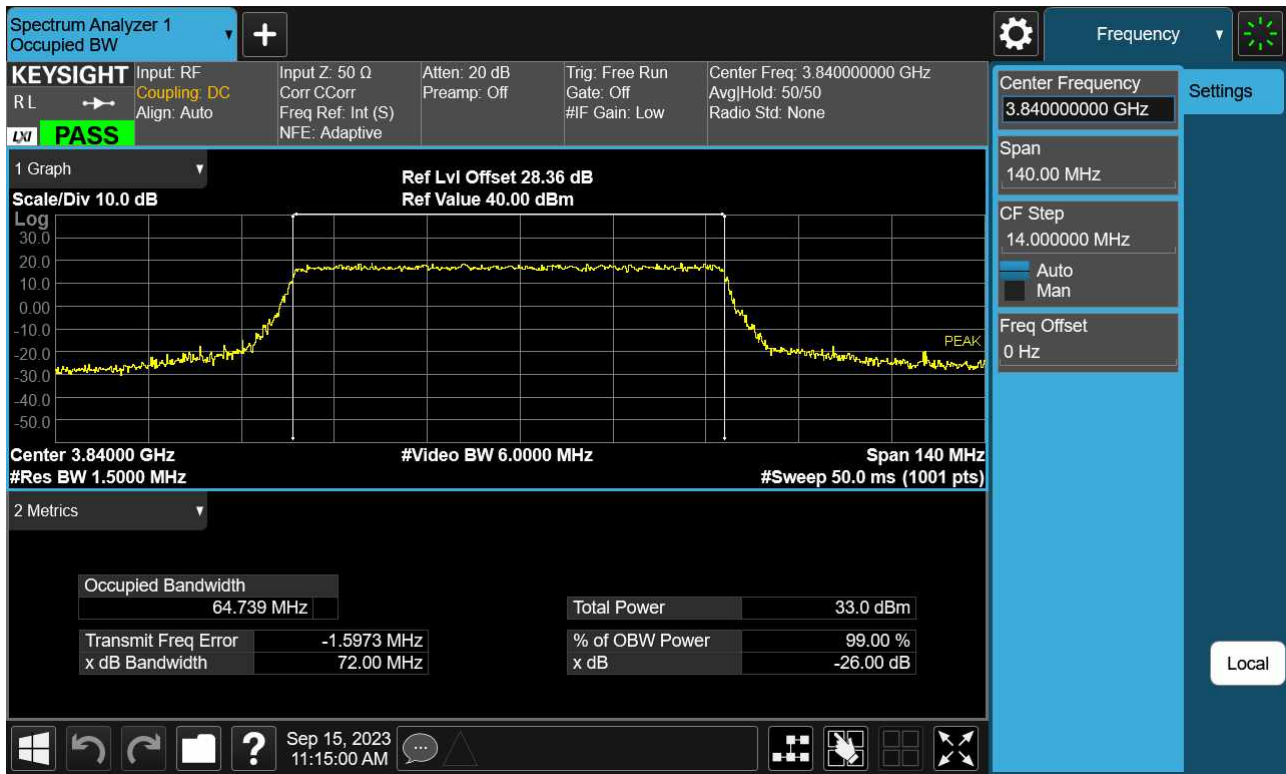 Spectrum Analyzer 1
Occupied BW
+
Frequency
KEYSIGHT
R L
LXI PASS
Input: RF
Coupling: DC
Align: Auto
Input Z: 50 Ω
Corr CCorr
Freq Ref: Int (S)
NFE: Adaptive
Atten: 20 dB
Preamp: Off
Trig: Free Run
Gate: Off
#IF Gain: Low
Center Freq: 3.840000000 GHz
Avg|Hold: 50/50
Radio Std: None
Center Frequency
3.840000000 GHz
Settings
Span
140.00 MHz
CF Step
14.000000 MHz
Auto
Man
Freq Offset
0 Hz
Local
1 Graph
Scale/Div 10.0 dB
Ref Lvl Offset 28.36 dB
Ref Value 40.00 dBm
Log
30.0
20.0
10.0
0.00
-10.0
-20.0
-30.0
-40.0
-50.0
PEAK
Center 3.84000 GHz
#Video BW 6.0000 MHz
Span 140 MHz
#Res BW 1.5000 MHz
#Sweep 50.0 ms (1001 pts)
2 Metrics
Occupied Bandwidth
64.739 MHz
Total Power 33.0 dBm
Transmit Freq Error -1.5973 MHz
% of OBW Power 99.00 %
x dB Bandwidth 72.00 MHz
x dB -26.00 dB
?
Sep 15, 2023
11:15:00 AM